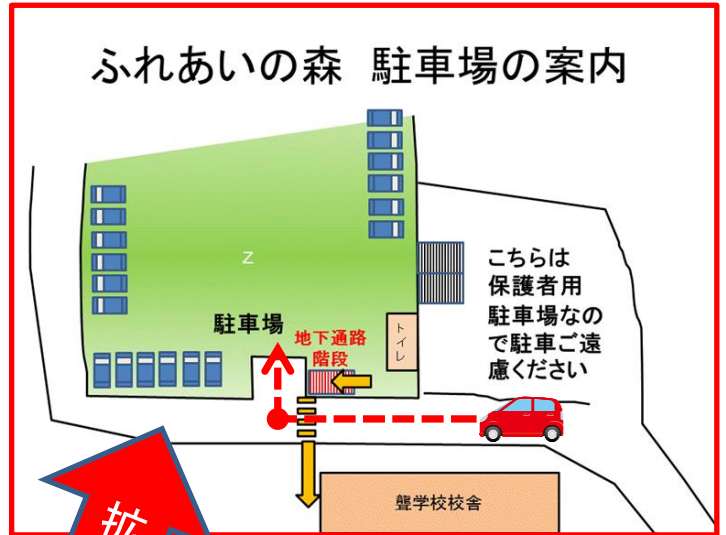 ふれあいの森 駐車場の案内
Z
こちらは
保護者用
駐車場なの
で駐車ご遠
慮ください
駐車場
地下通路
階段
トイレ
聾学校校舎
拡